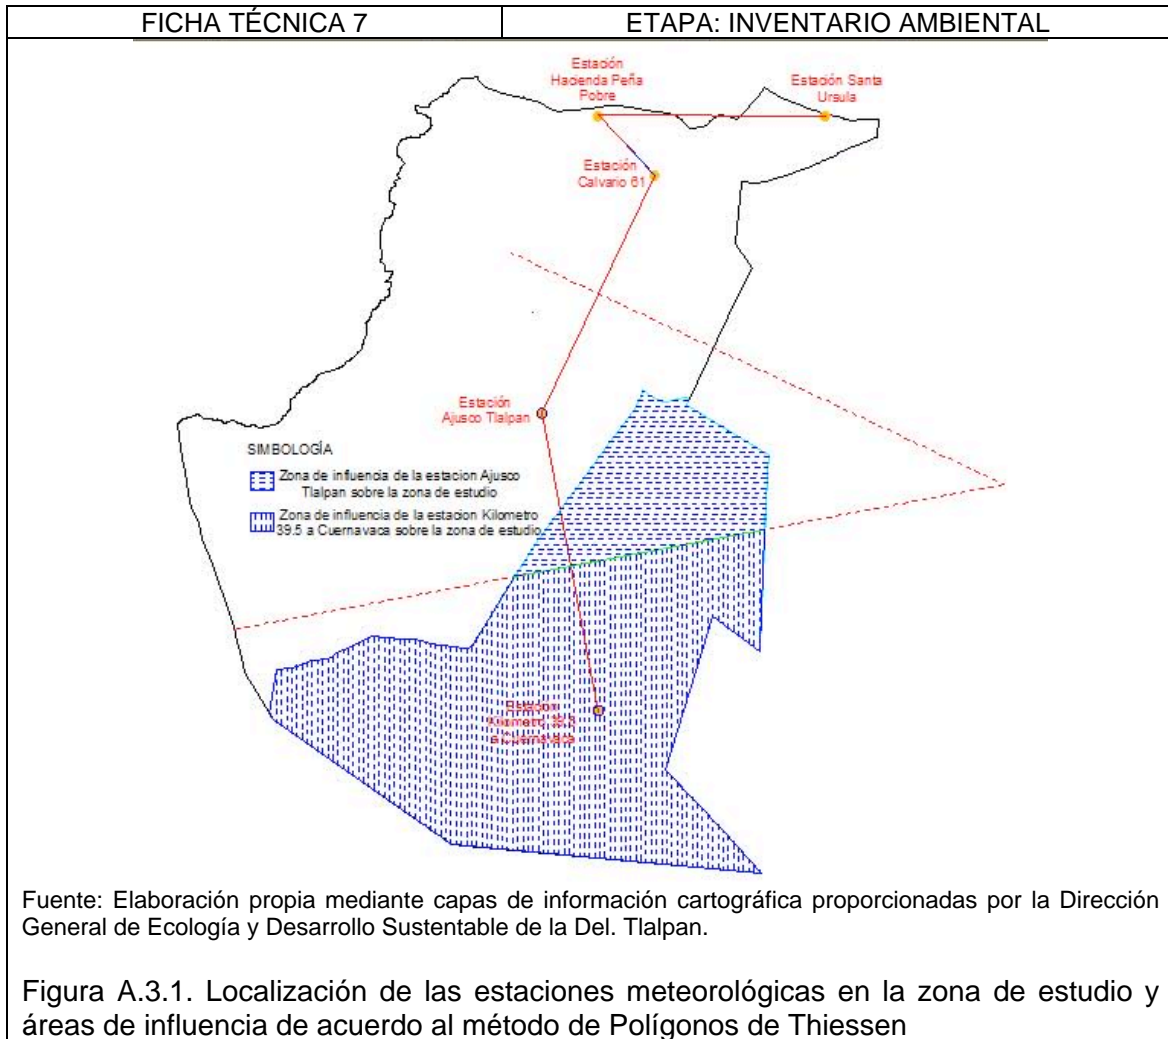 FICHA TÉCNICA 7
ETAPA: INVENTARIO AMBIENTAL
Estación
Hacienda Peña
Pobre
Estación Santa
Ursula
Estación
Calvario 61
Estación
Ajusco Tlalpan
SIMBOLOGÍA
Zona de influencia de la estacion Ajusco
Tlalpan sobre la zona de estudio
Zona de influencia de la estacion Kilometro
39.5 a Cuernavaca sobre la zona de estudio
Estación
Kilometro 39.5
a Cuernavaca
Fuente: Elaboración propia mediante capas de información cartográfica proporcionadas por la Dirección
General de Ecología y Desarrollo Sustentable de la Del. Tlalpan.
Figura A.3.1. Localización de las estaciones meteorológicas en la zona de estudio y
áreas de influencia de acuerdo al método de Polígonos de Thiessen